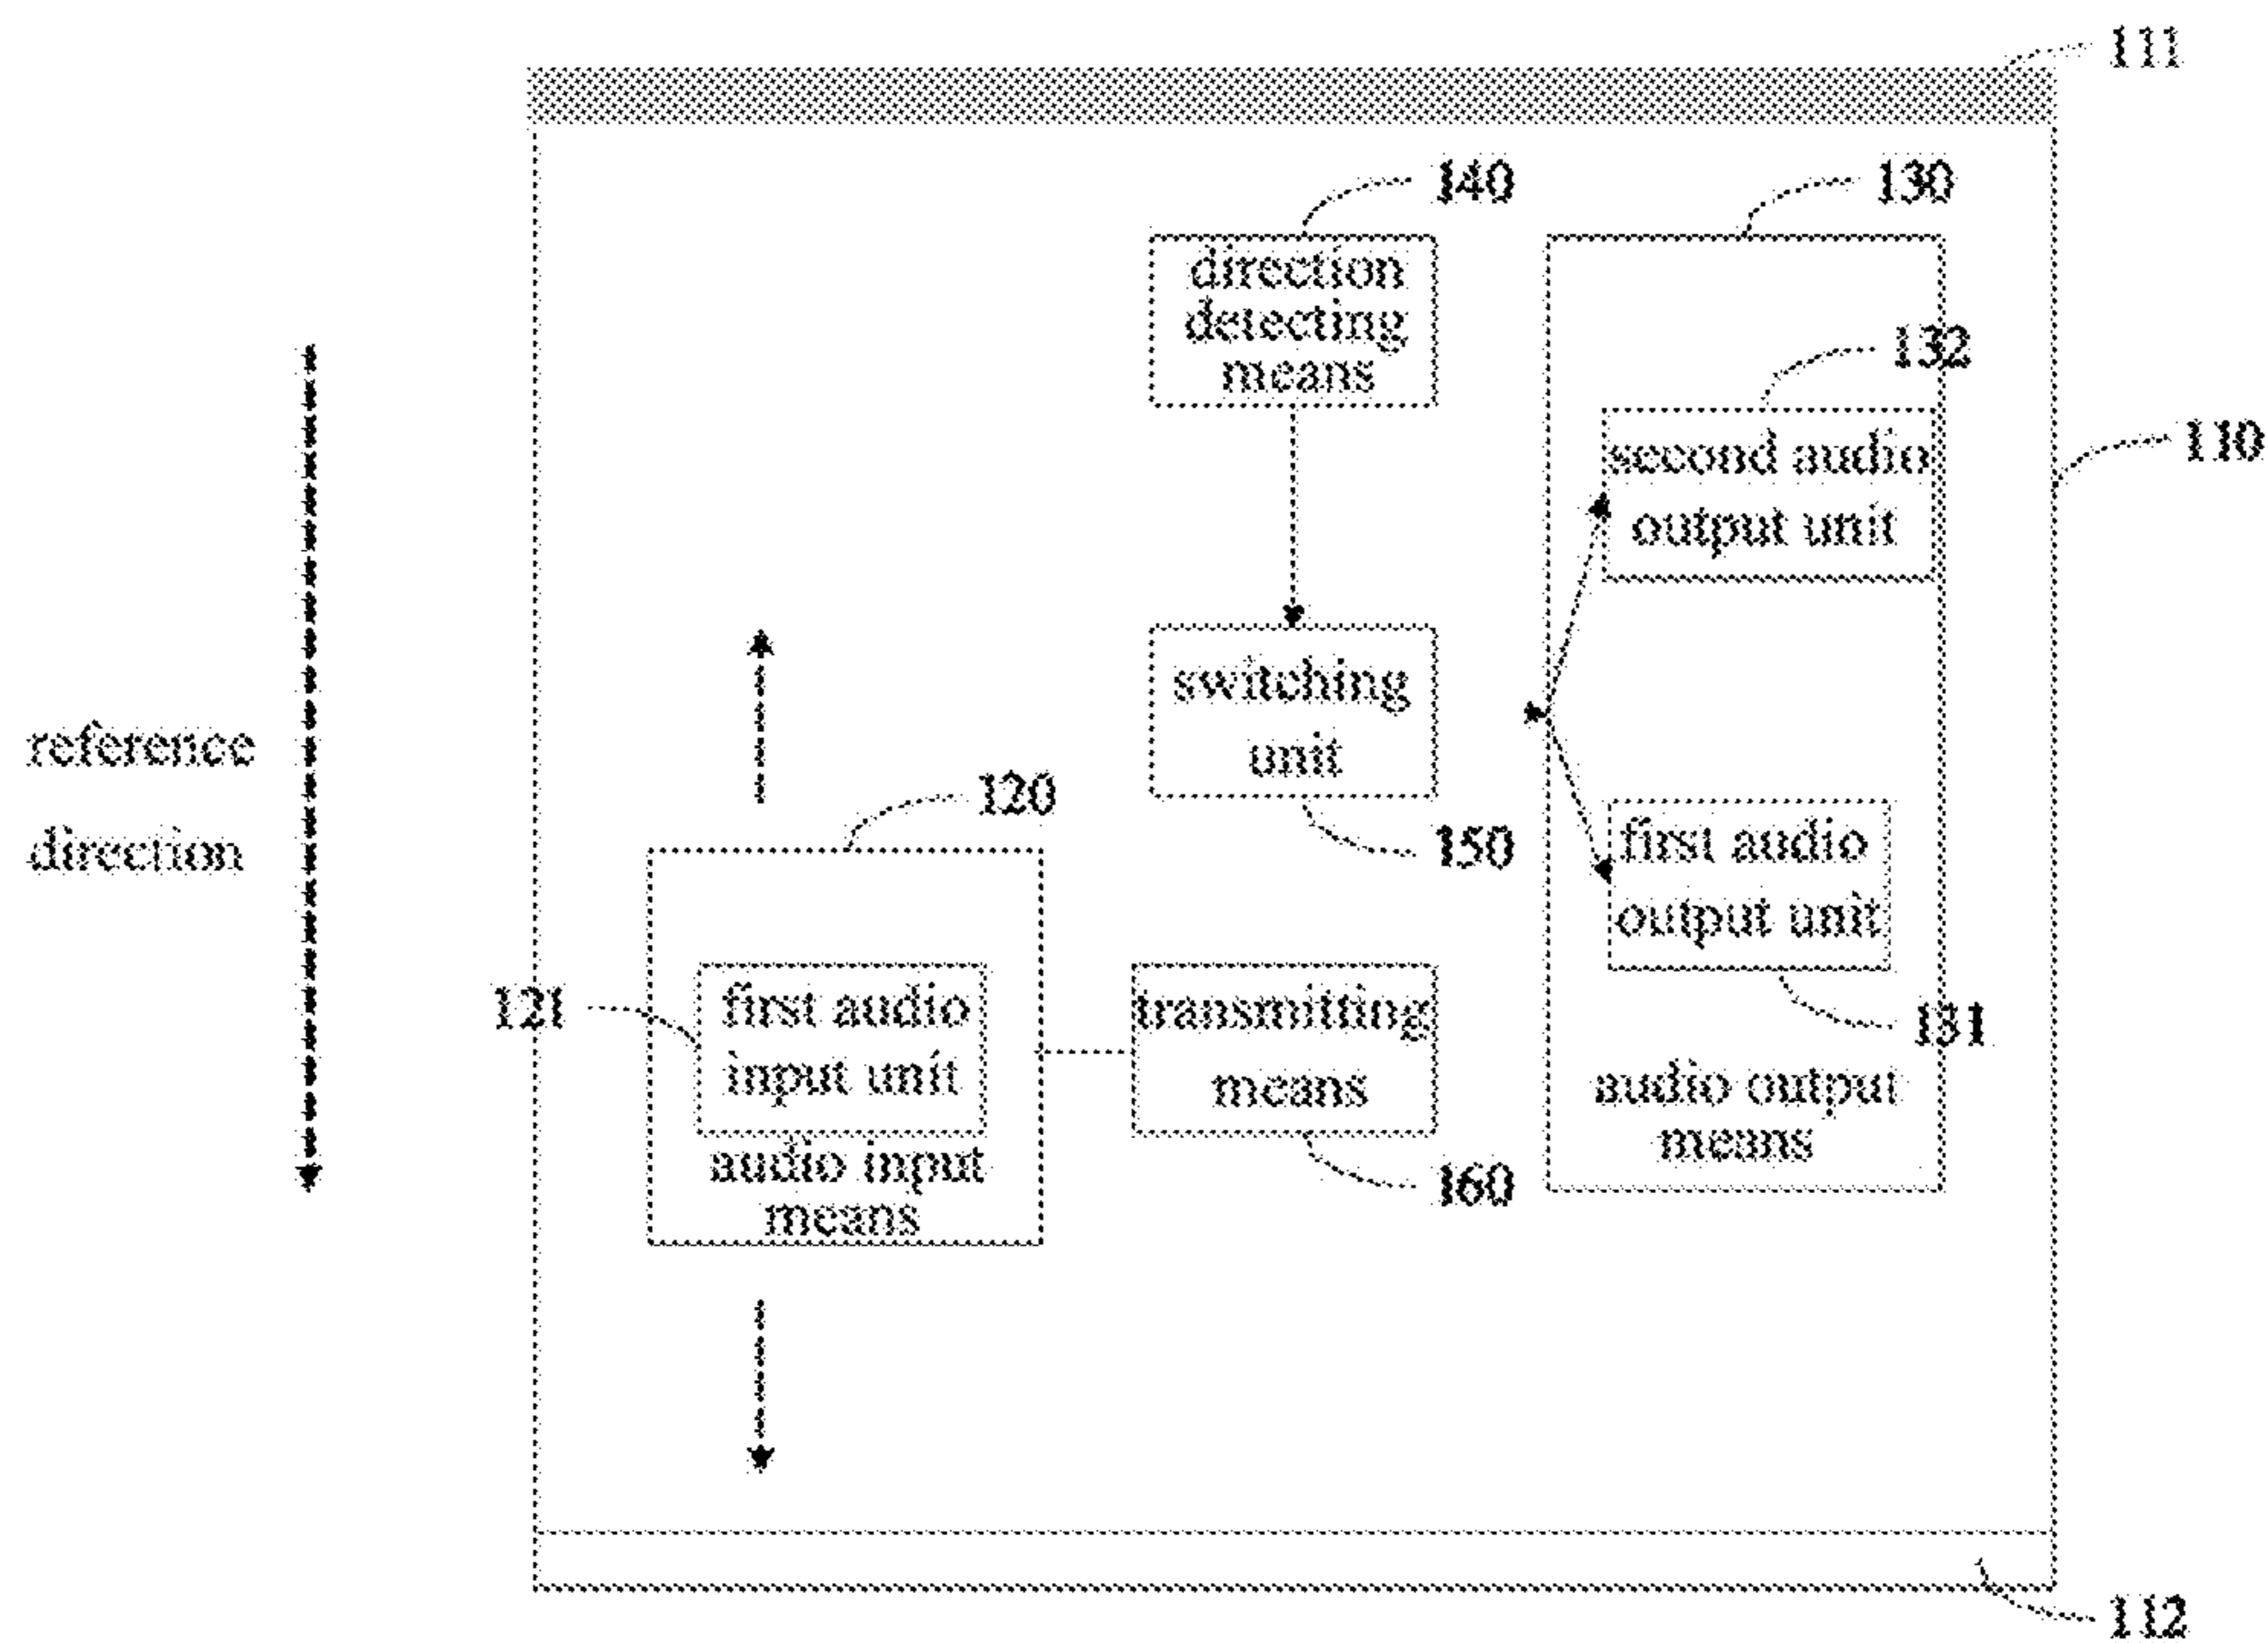 111
140
130
direction
detecting
means
132
second audio
output unit
110
reference
direction
switching
unit
150
120
first audio
output unit
131
121
first audio
input unit
audio input
means
transmitting
means
160
audio output
means
112